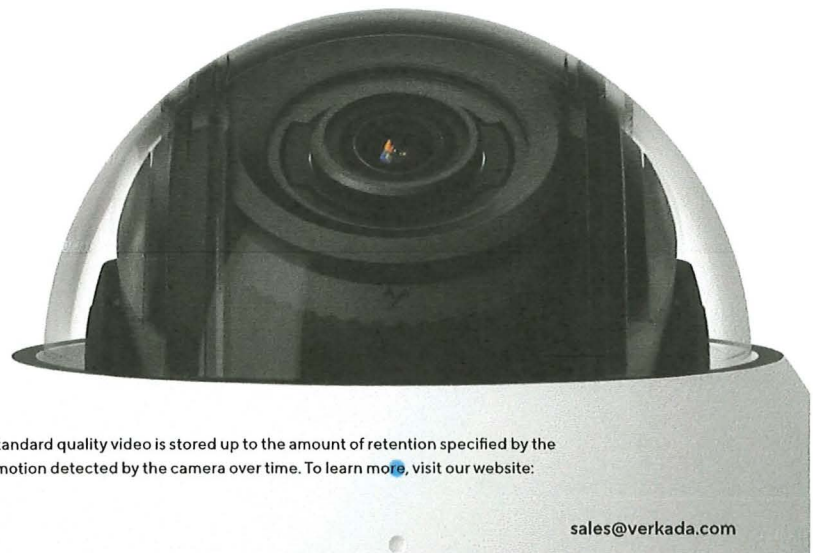 tandard quality video is stored up to the amount of retention specified by the
motion detected by the camera over time. To learn more, visit our website:
sales@verkada.com